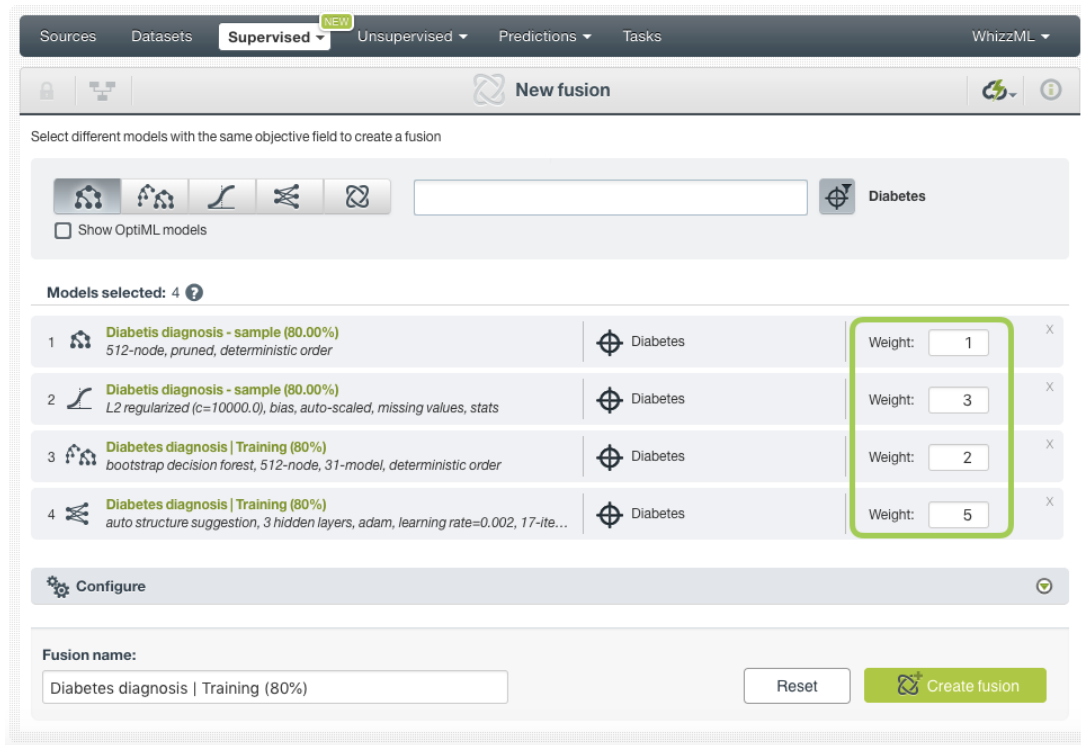 Sources Datasets Supervised NEW Unsupervised Predictions Tasks WhizzML
New fusion
Select different models with the same objective field to create a fusion
Diabetes
Show OptiML models
Models selected: 4 ?
1 Diabetis diagnosis - sample (80.00%) Diabetes Weight: 1 X
512-node, pruned, deterministic order
2 Diabetis diagnosis - sample (80.00%) Diabetes Weight: 3 X
L2 regularized (c=10000.0), bias, auto-scaled, missing values, stats
3 Diabetes diagnosis | Training (80%) Diabetes Weight: 2 X
bootstrap decision forest, 512-node, 31-model, deterministic order
4 Diabetes diagnosis | Training (80%) Diabetes Weight: 5 X
auto structure suggestion, 3 hidden layers, adam, learning rate=0.002, 17-ite...
Configure
Fusion name:
Diabetes diagnosis | Training (80%) Reset Create fusion